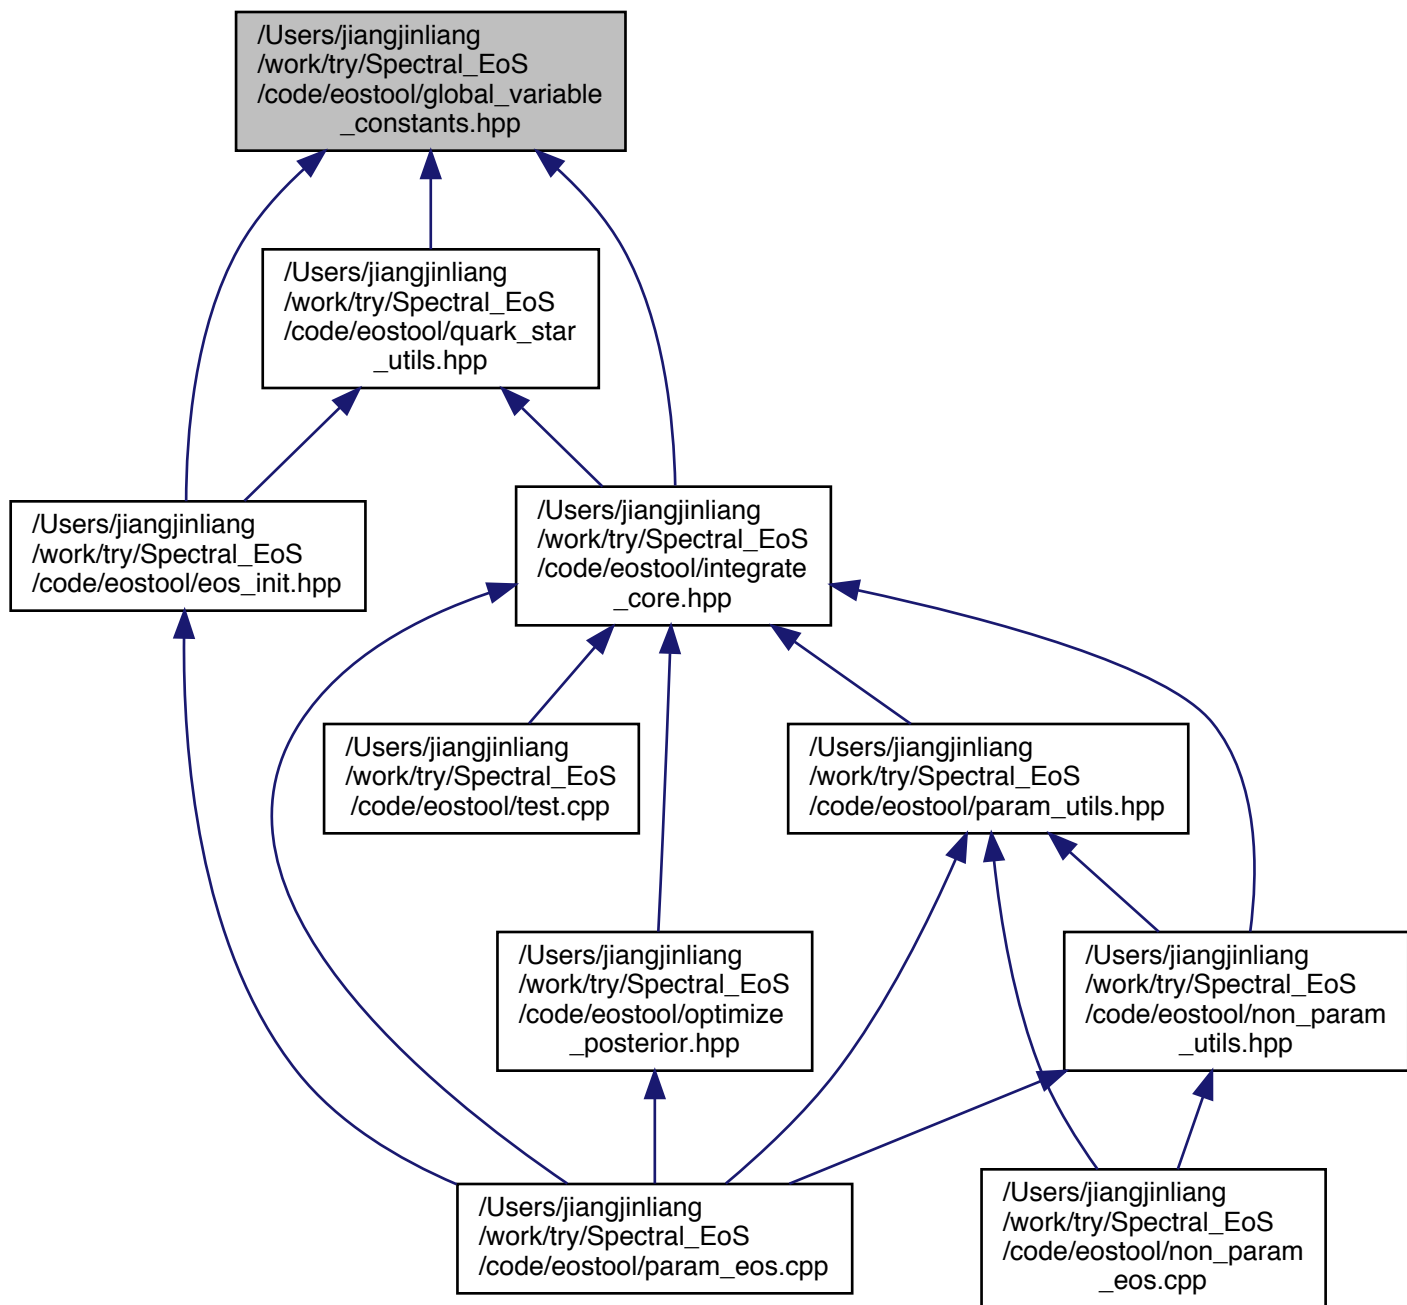 /Users/jiangjinliang
/work/try/Spectral_EoS
/code/eostool/global_variable
_constants.hpp
/Users/jiangjinliang
/work/try/Spectral_EoS
/code/eostool/quark_star
_utils.hpp
/Users/jiangjinliang
/work/try/Spectral_EoS
/code/eostool/eos_init.hpp
/Users/jiangjinliang
/work/try/Spectral_EoS
/code/eostool/integrate
_core.hpp
/Users/jiangjinliang
/work/try/Spectral_EoS
/code/eostool/test.cpp
/Users/jiangjinliang
/work/try/Spectral_EoS
/code/eostool/param_utils.hpp
/Users/jiangjinliang
/work/try/Spectral_EoS
/code/eostool/optimize
_posterior.hpp
/Users/jiangjinliang
/work/try/Spectral_EoS
/code/eostool/non_param
_utils.hpp
/Users/jiangjinliang
/work/try/Spectral_EoS
/code/eostool/param_eos.cpp
/Users/jiangjinliang
/work/try/Spectral_EoS
/code/eostool/non_param
_eos.cpp